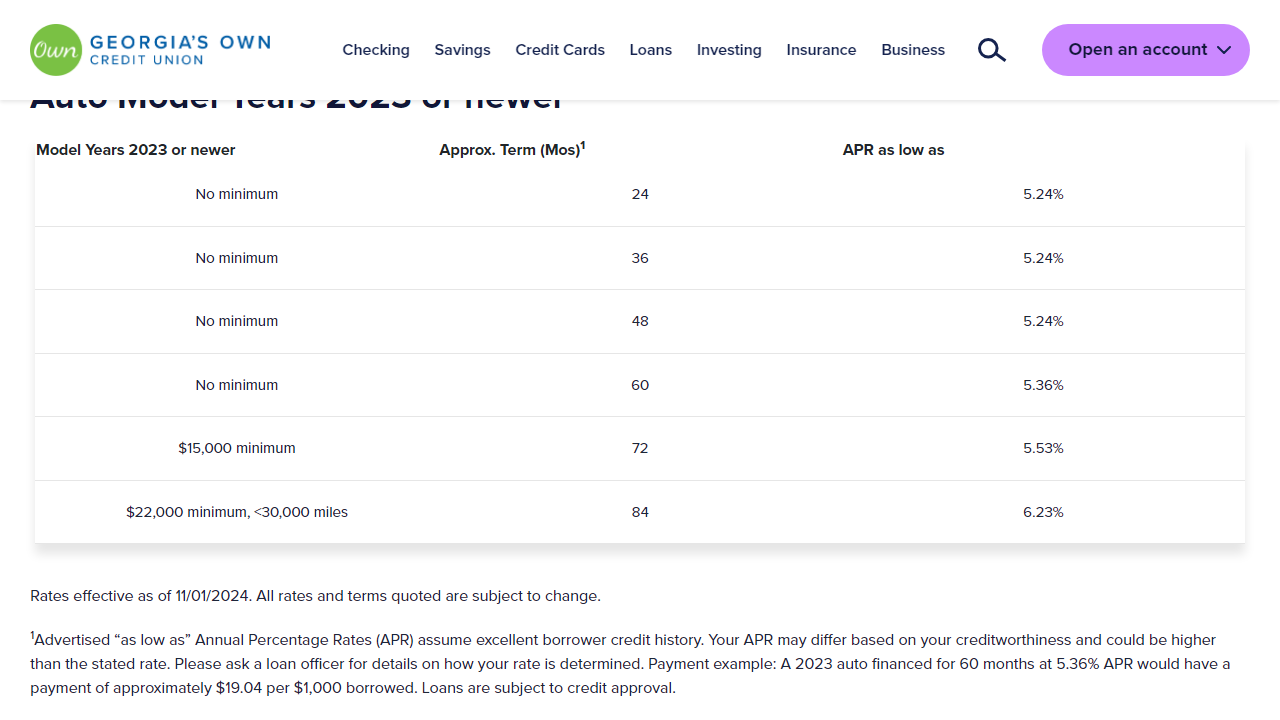 Own GEORGIA'S OWN
CREDIT UNION
Checking Savings Credit Cards Loans Investing Insurance Business Open an account
Auto Model Years 2023 or newer
Model Years 2023 or newer Approx. Term (Mos)1 APR as low as
No minimum 24 5.24%
No minimum 36 5.24%
No minimum 48 5.24%
No minimum 60 5.36%
$15,000 minimum 72 5.53%
$22,000 minimum, <30,000 miles 84 6.23%
Rates effective as of 11/01/2024. All rates and terms quoted are subject to change.
1Advertised “as low as” Annual Percentage Rates (APR) assume excellent borrower credit history. Your APR may differ based on your creditworthiness and could be higher
than the stated rate. Please ask a loan officer for details on how your rate is determined. Payment example: A 2023 auto financed for 60 months at 5.36% APR would have a
payment of approximately $19.04 per $1,000 borrowed. Loans are subject to credit approval.